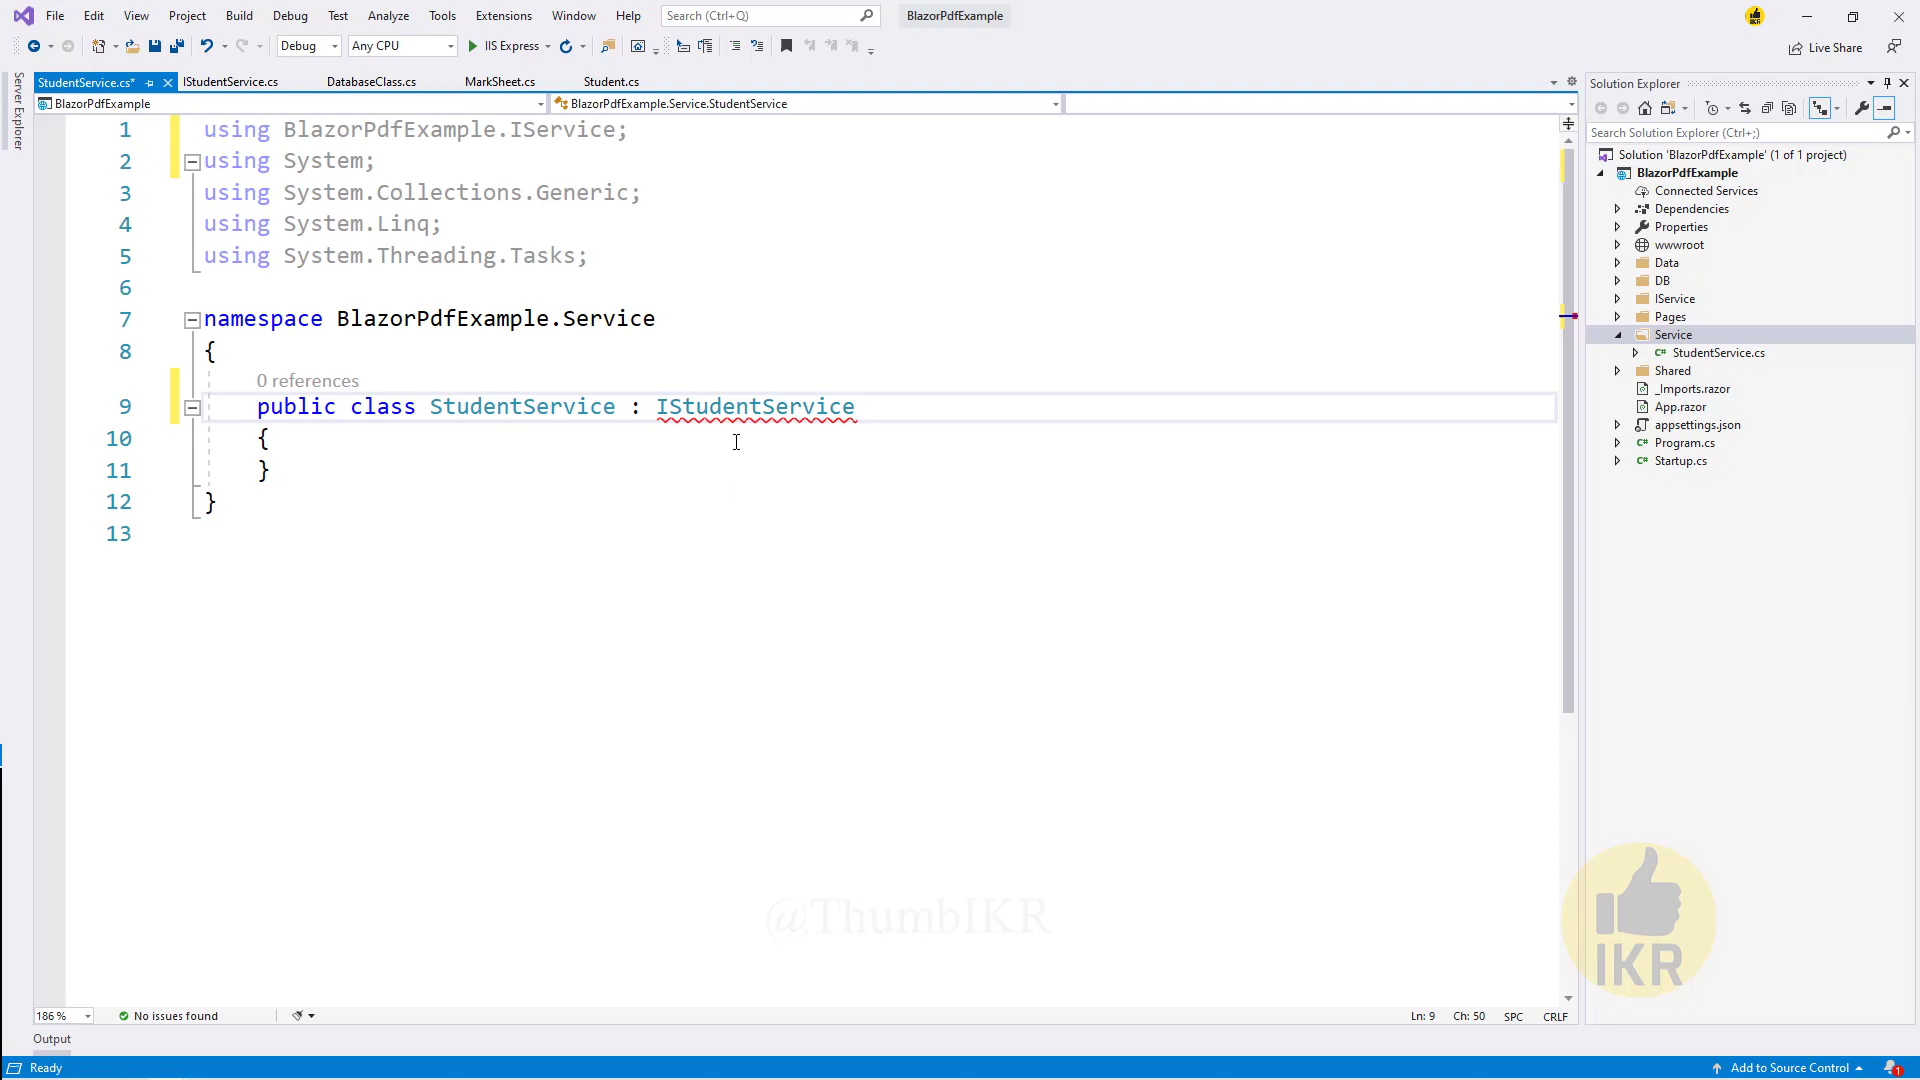 File Edit View Project Build Debug Test Analyze Tools Extensions Window Help Search (Ctrl+Q) BlazorPdfExample
Debug Any CPU IIS Express Live Share
Server Explorer
StudentService.cs* IStudentService.cs DatabaseClass.cs MarkSheet.cs Student.cs
BlazorPdfExample BlazorPdfExample.Service.StudentService
1 using BlazorPdfExample.IService;
2 using System;
3 using System.Collections.Generic;
4 using System.Linq;
5 using System.Threading.Tasks;
6
7 namespace BlazorPdfExample.Service
8 {
0 references
9 public class StudentService : IStudentService
10 {
11 }
12 }
13
Solution Explorer
Search Solution Explorer (Ctrl+;)
Solution 'BlazorPdfExample' (1 of 1 project)
BlazorPdfExample
Connected Services
Dependencies
Properties
wwwroot
Data
DB
IService
Pages
Service
C# StudentService.cs
Shared
_Imports.razor
App.razor
appsettings.json
C# Program.cs
C# Startup.cs
@ThumbIKR
IKR
186 % No issues found Ln: 9 Ch: 50 SPC CRLF
Output
Ready Add to Source Control 1